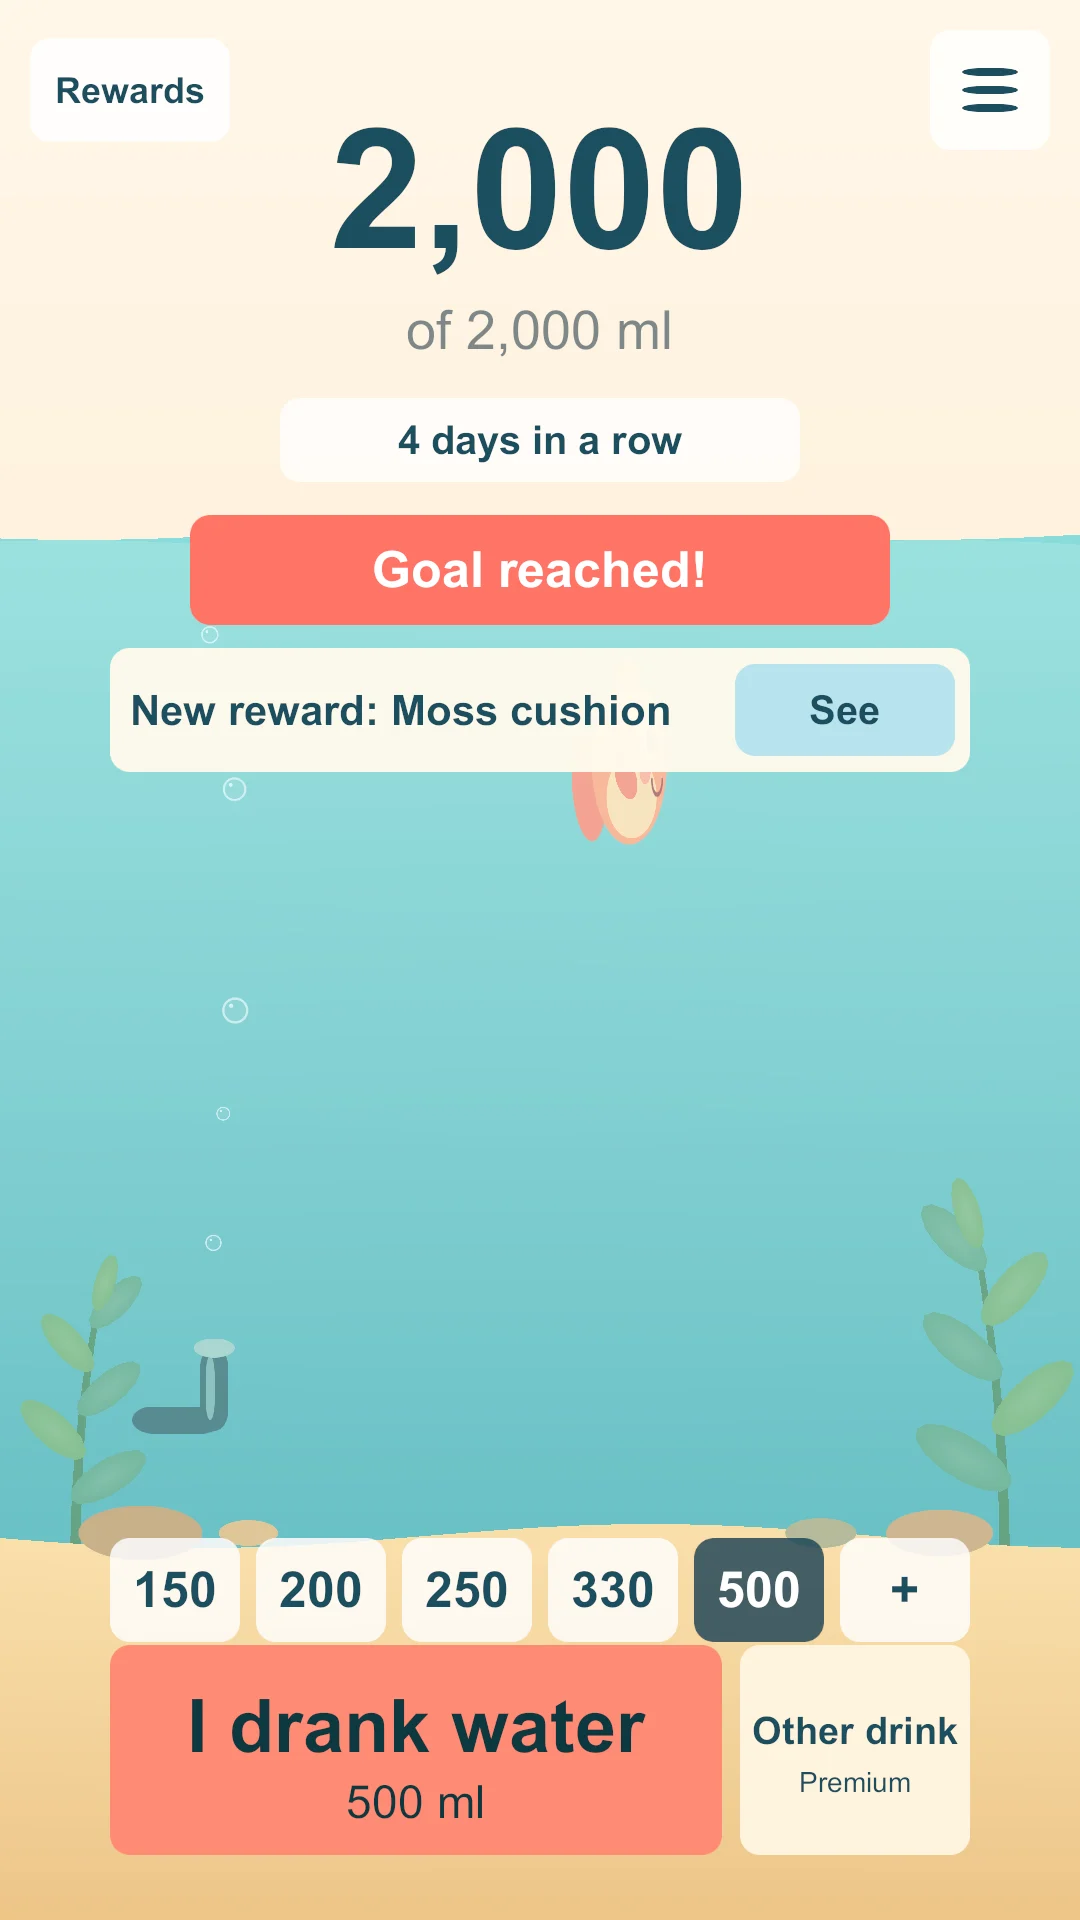 Rewards
2,000
of 2,000 ml
4 days in a row
Goal reached!
New reward: Moss cushion
See
150
200
250
330
500
+
I drank water
500 ml
Other drink
Premium